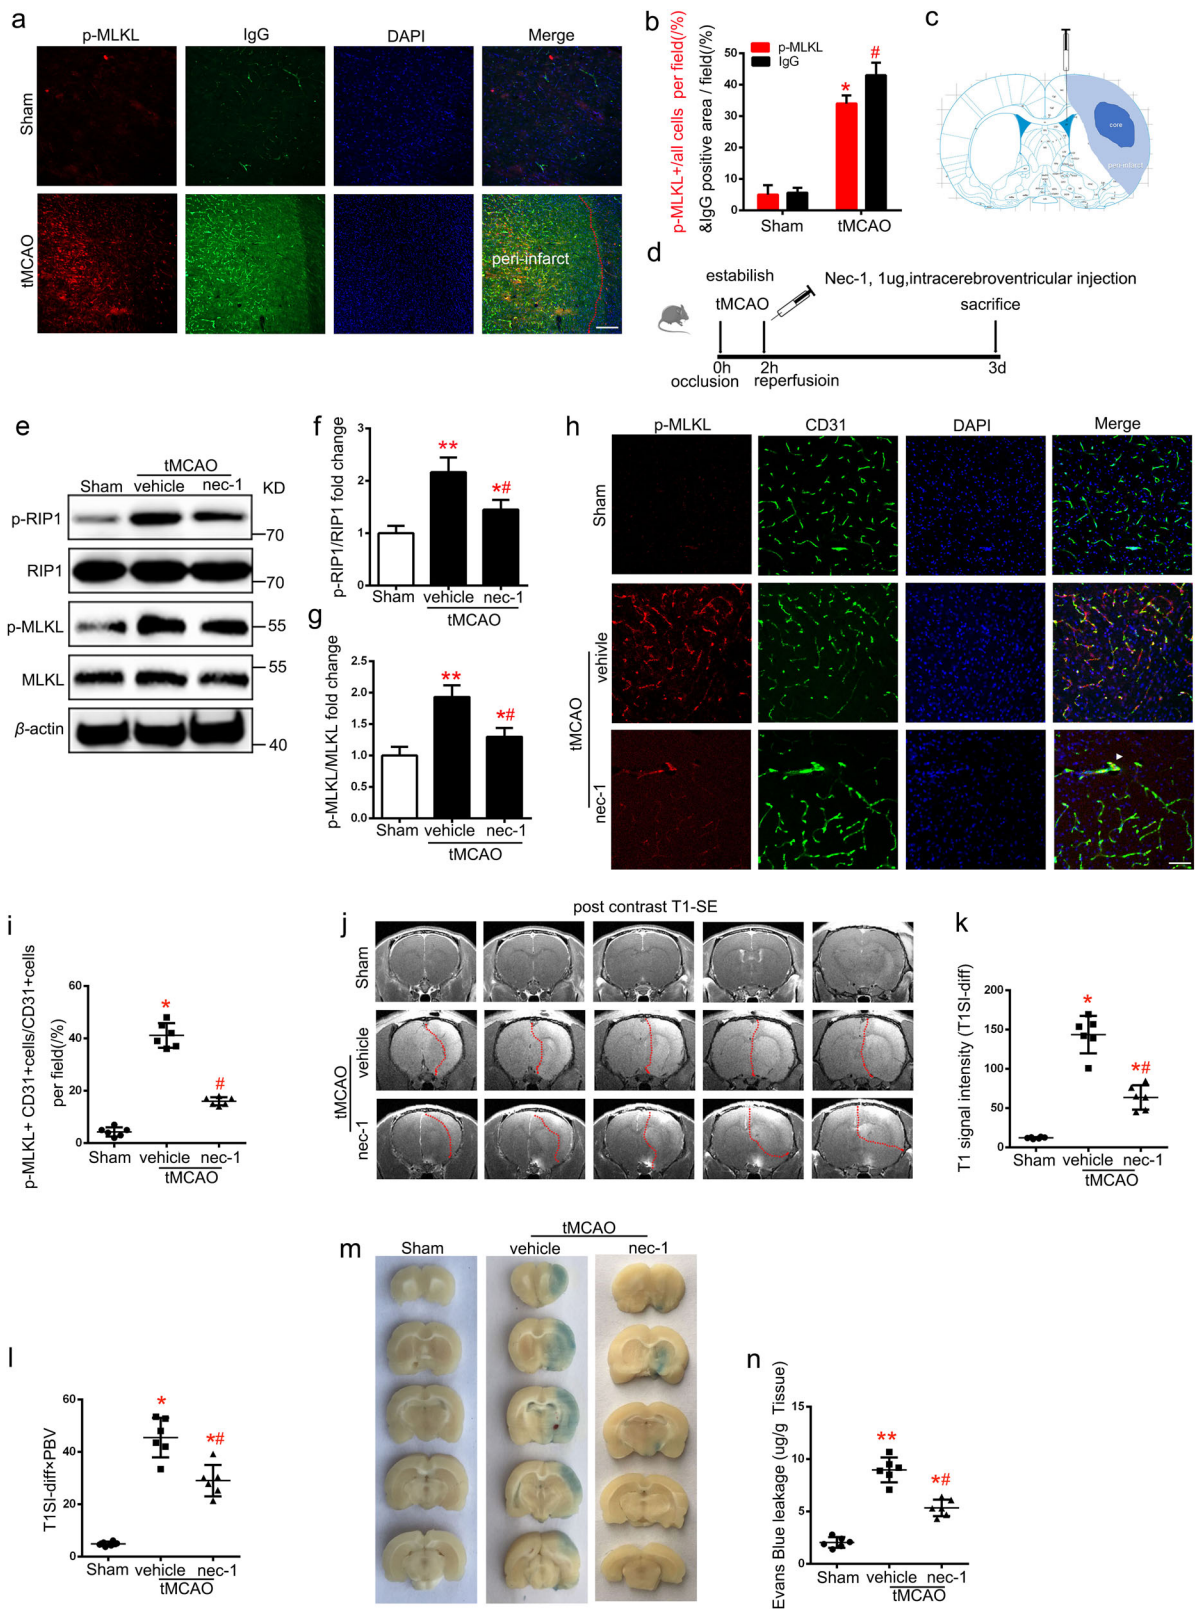 a
p-MLKL IgG DAPI Merge
Sham
tMCAO
peri-infarct
b
p-MLKL+/all cells per field(/%)
&IgG positive area / field(/%)
50
40
30
20
10
0
p-MLKL
IgG
*
#
Sham tMCAO
c
core
peri-infarct
d
estabilish
tMCAO
Nec-1, 1ug,intracerebroventricular injection
sacrifice
0h 2h 3d
occlusion reperfusioin
e
tMCAO
Sham vehicle nec-1 KD
p-RIP1
70
RIP1
70
p-MLKL
55
MLKL
55
β-actin
40
f
p-RIP1/RIP1 fold change
3
2
1
0
**
*#
Sham vehicle nec-1
tMCAO
g
p-MLKL/MLKL fold change
2.5
2.0
1.5
1.0
0.5
0.0
**
*#
Sham vehicle nec-1
tMCAO
h
p-MLKL CD31 DAPI Merge
Sham
tMCAO
vehivle
nec-1
i
p-MLKL+ CD31+cells/CD31+cells
per field(/%)
60
40
20
0
*
#
Sham vehicle nec-1
tMCAO
j
post contrast T1-SE
Sham
tMCAO
vehicle
nec-1
k
T1 signal intensity (T1SI-diff)
200
150
100
50
0
*
*#
Sham vehicle nec-1
tMCAO
l
T1SI-diff×PBV
60
40
20
0
*
*#
Sham vehicle nec-1
tMCAO
m
tMCAO
Sham vehicle nec-1
n
Evans Blue leakage (ug/g Tissue)
15
10
5
0
**
*#
Sham vehicle nec-1
tMCAO